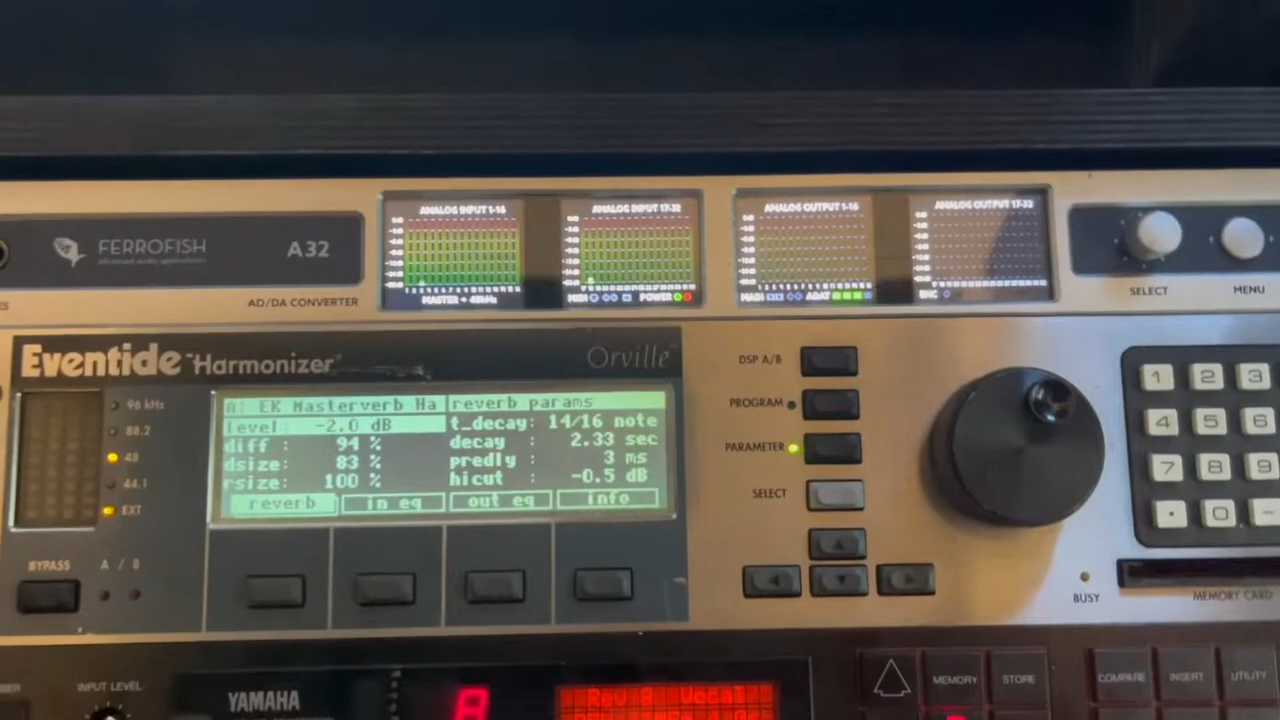 ANALOG INPUT 1-16
ANALOG INPUT 17-32
ANALOG OUTPUT 1-16
ANALOG OUTPUT 17-32
FERROFISH
advanced audio applications
A32
AD/DA CONVERTER
MASTER
48kHz
MIDI
POWER
MADI
ADAT
BNC
SELECT
MENU
Eventide "Harmonizer"
Orville
96 kHz
88.2
48
44.1
EXT
BYPASS
A / B
A: EK Masterverb Ha
reverb params
level: -2.0 dB
t_decay: 14/16 note
diff : 94 %
decay : 2.33 sec
dsize: 83 %
predly : 3 ms
rsize: 100 %
hicut : -0.5 dB
reverb
in eq
out eq
info
DSP A/B
PROGRAM
PARAMETER
SELECT
1 2 3
4 5 6
7 8 9
. 0 -
BUSY
MEMORY CARD
INPUT LEVEL
YAMAHA
A
Rev 8 Vocal
MEMORY
STORE
COMPARE
INSERT
UTILITY